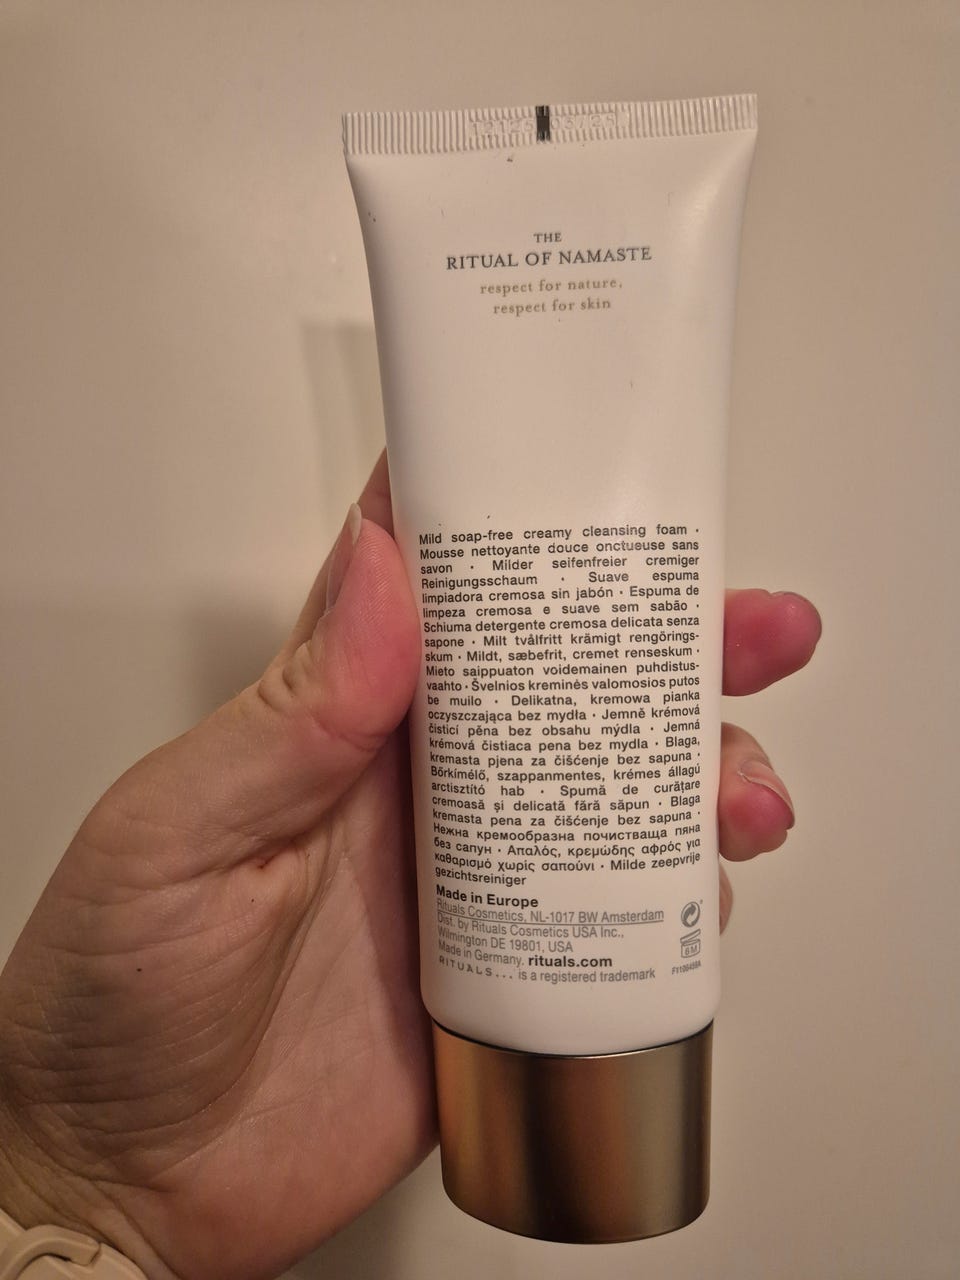 12125 03/25
THE
RITUAL OF NAMASTE
respect for nature,
respect for skin
Mild soap-free creamy cleansing foam ·
Mousse nettoyante douce onctueuse sans
savon · Milder seifenfreier cremiger
Reinigungsschaum · Suave espuma
limpiadora cremosa sin jabón · Espuma de
limpeza cremosa e suave sem sabão ·
Schiuma detergente cremosa delicata senza
sapone · Milt tvålfritt krämigt rengörings-
skum · Mildt, sæbefrit, cremet renseskum ·
Mieto saippuaton voidemainen puhdistus-
vaahto · Švelnios kreminės valomosios putos
be muilo · Delikatna, kremowa pianka
oczyszczająca bez mydła · Jemně krémová
čisticí pěna bez obsahu mýdla · Jemná
krémová čistiaca pena bez mydla · Blaga,
kremasta pjena za čišćenje bez sapuna ·
Bőrkímélő, szappanmentes, krémes állagú
arctisztító hab · Spumă de curățare
cremoasă și delicată fără săpun · Blaga
kremasta pena za čišćenje bez sapuna ·
Нежна кремообразна почистваща пяна
без сапун · Απαλός, κρεμώδης αφρός για
καθαρισμό χωρίς σαπούνι · Milde zeepvrije
gezichtsreiniger
Made in Europe
Rituals Cosmetics, NL-1017 BW Amsterdam
Dist. by Rituals Cosmetics USA Inc.,
Wilmington DE 19801, USA
Made in Germany. rituals.com
RITUALS... is a registered trademark
6M